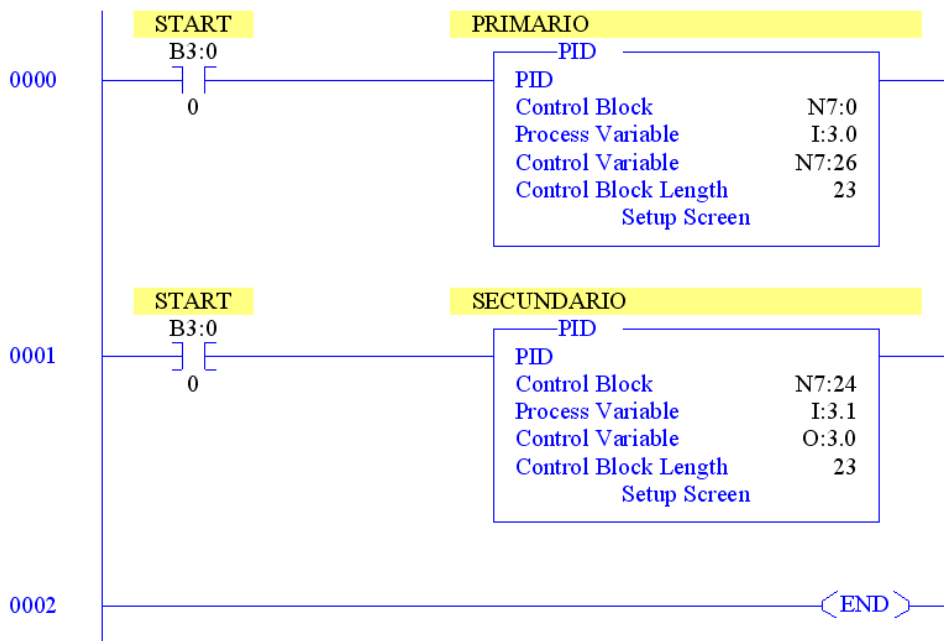 START PRIMARIO
B3:0 PID
0000 PID
0 Control Block N7:0
Process Variable I:3.0
Control Variable N7:26
Control Block Length 23
Setup Screen
START SECUNDARIO
B3:0 PID
0001 PID
0 Control Block N7:24
Process Variable I:3.1
Control Variable O:3.0
Control Block Length 23
Setup Screen
0002 END